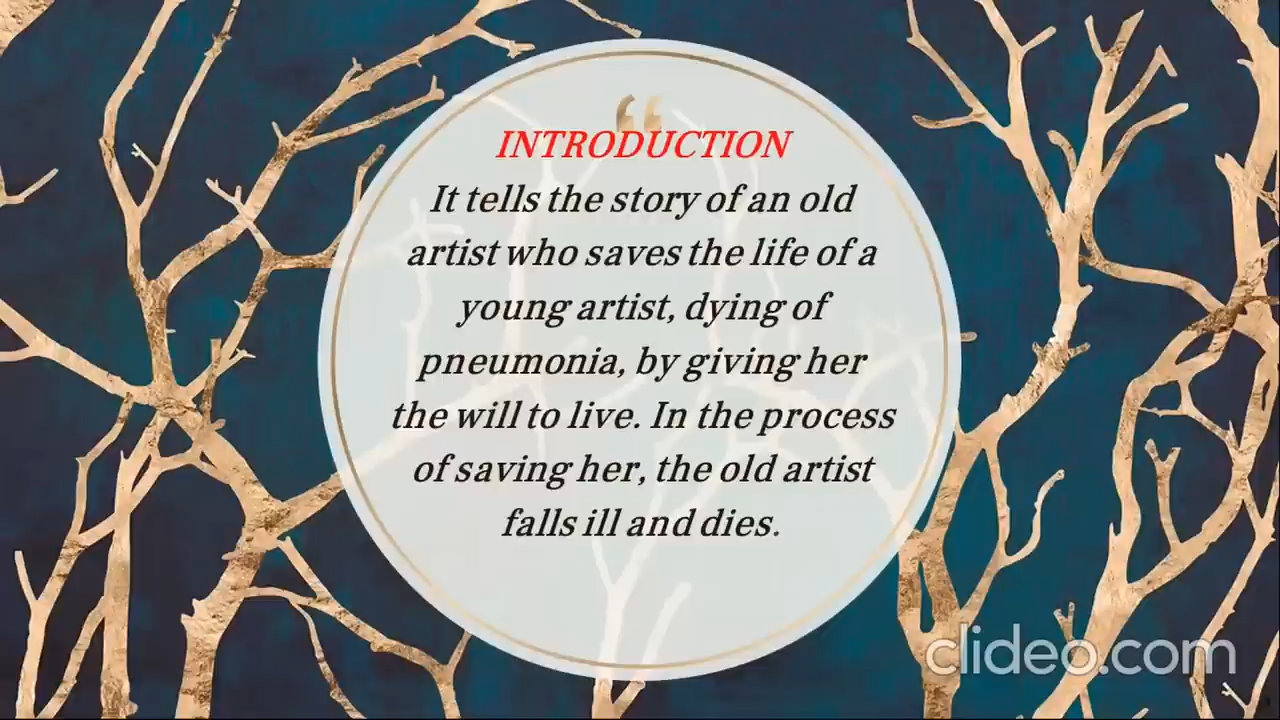 INTRODUCTION
It tells the story of an old
artist who saves the life of a
young artist, dying of
pneumonia, by giving her
the will to live. In the process
of saving her, the old artist
falls ill and dies.
clideo.com